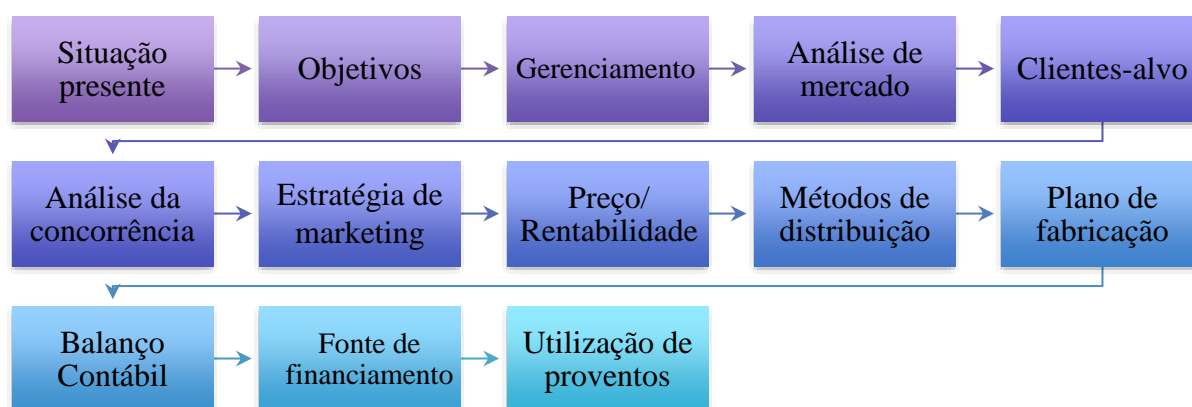 Situação
presente
Objetivos
Gerenciamento
Análise de
mercado
Clientes-alvo
Análise da
concorrência
Estratégia de
marketing
Preço/
Rentabilidade
Métodos de
distribuição
Plano de
fabricação
Balanço
Contábil
Fonte de
financiamento
Utilização de
proventos